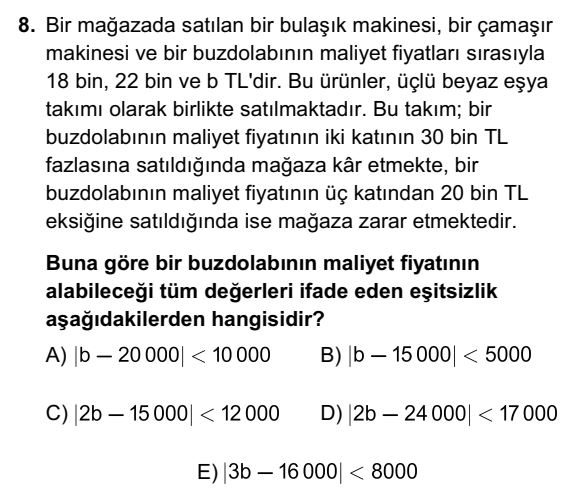 8. Bir mağazada satılan bir bulaşık makinesi, bir çamaşır
makinesi ve bir buzdolabının maliyet fiyatları sırasıyla
18 bin, 22 bin ve b TL'dir. Bu ürünler, üçlü beyaz eşya
takımı olarak birlikte satılmaktadır. Bu takım; bir
buzdolabının maliyet fiyatının iki katının 30 bin TL
fazlasına satıldığında mağaza kâr etmekte, bir
buzdolabının maliyet fiyatının üç katından 20 bin TL
eksiğine satıldığında ise mağaza zarar etmektedir.
Buna göre bir buzdolabının maliyet fiyatının
alabileceği tüm değerleri ifade eden eşitsizlik
aşağıdakilerden hangisidir?
A) |b — 20 000| < 10 000 B) |b — 15 000| < 5000
C) |2b — 15 000| < 12 000 D) |2b — 24 000| < 17 000
E) |3b — 16 000| < 8000